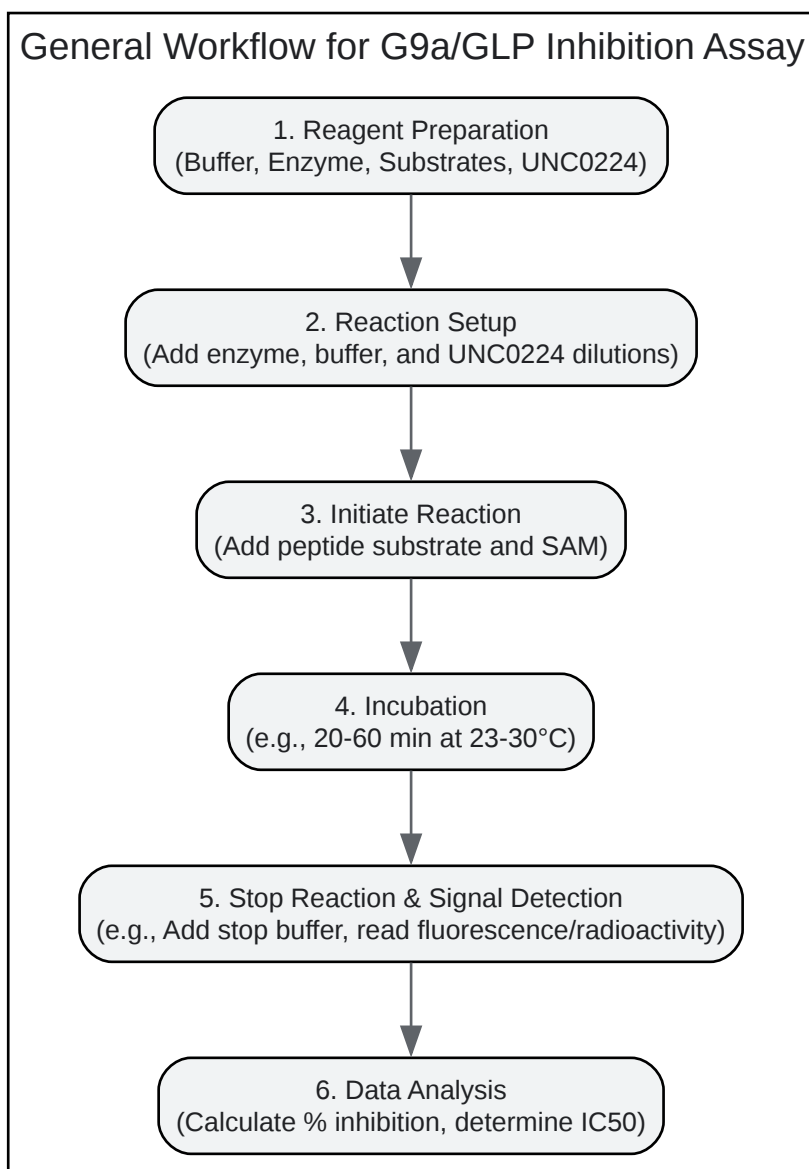 General Workflow for G9a/GLP Inhibition Assay
1. Reagent Preparation
(Buffer, Enzyme, Substrates, UNC0224)
2. Reaction Setup
(Add enzyme, buffer, and UNC0224 dilutions)
3. Initiate Reaction
(Add peptide substrate and SAM)
4. Incubation
(e.g., 20-60 min at 23-30°C)
5. Stop Reaction & Signal Detection
(e.g., Add stop buffer, read fluorescence/radioactivity)
6. Data Analysis
(Calculate % inhibition, determine IC50)